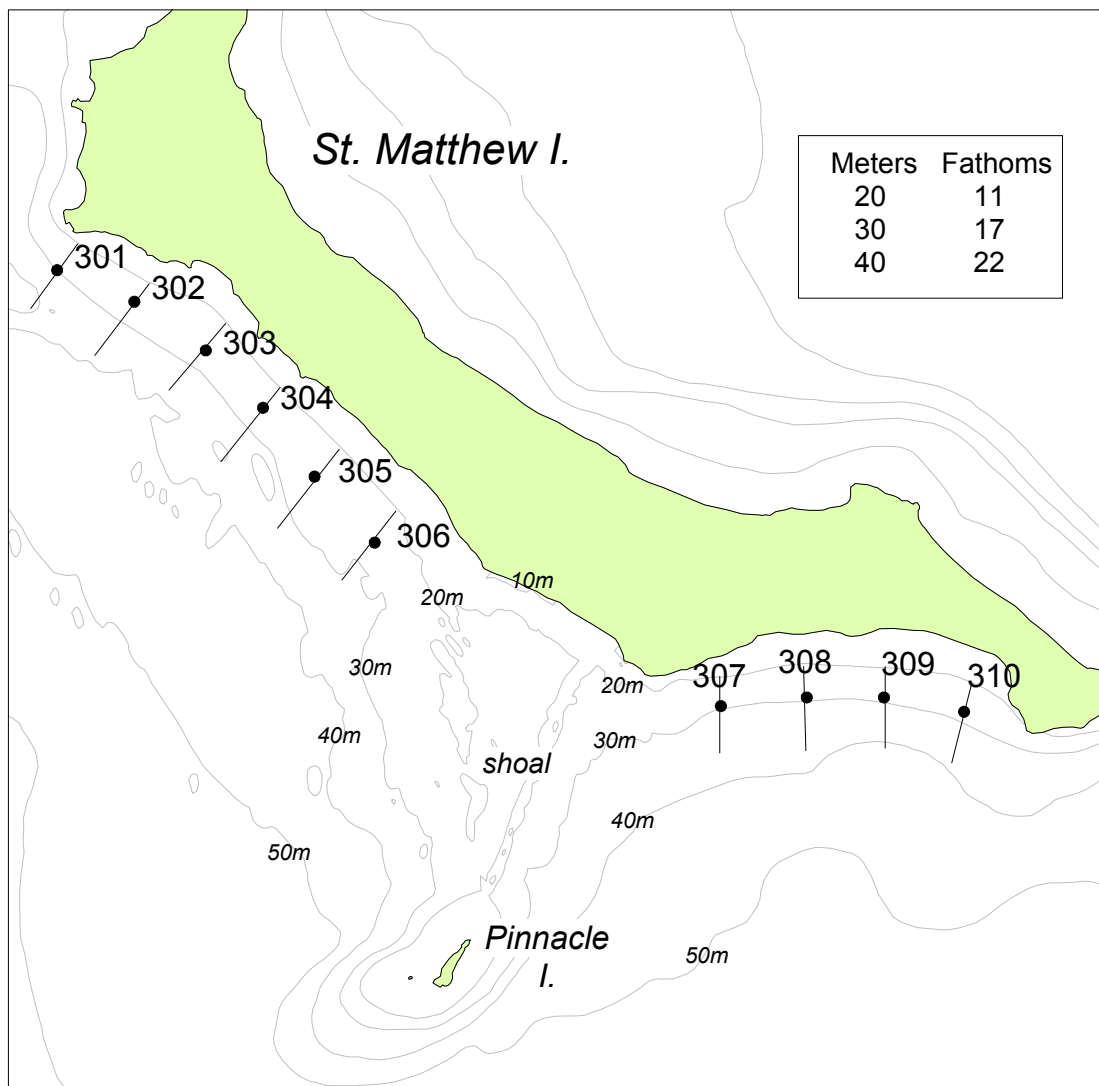 St. Matthew I.
Meters Fathoms
20 11
30 17
40 22
301
302
303
304
305
306
10m
20m
30m
40m
50m
307
308
309
310
20m
30m
shoal
40m
50m
Pinnacle
I.